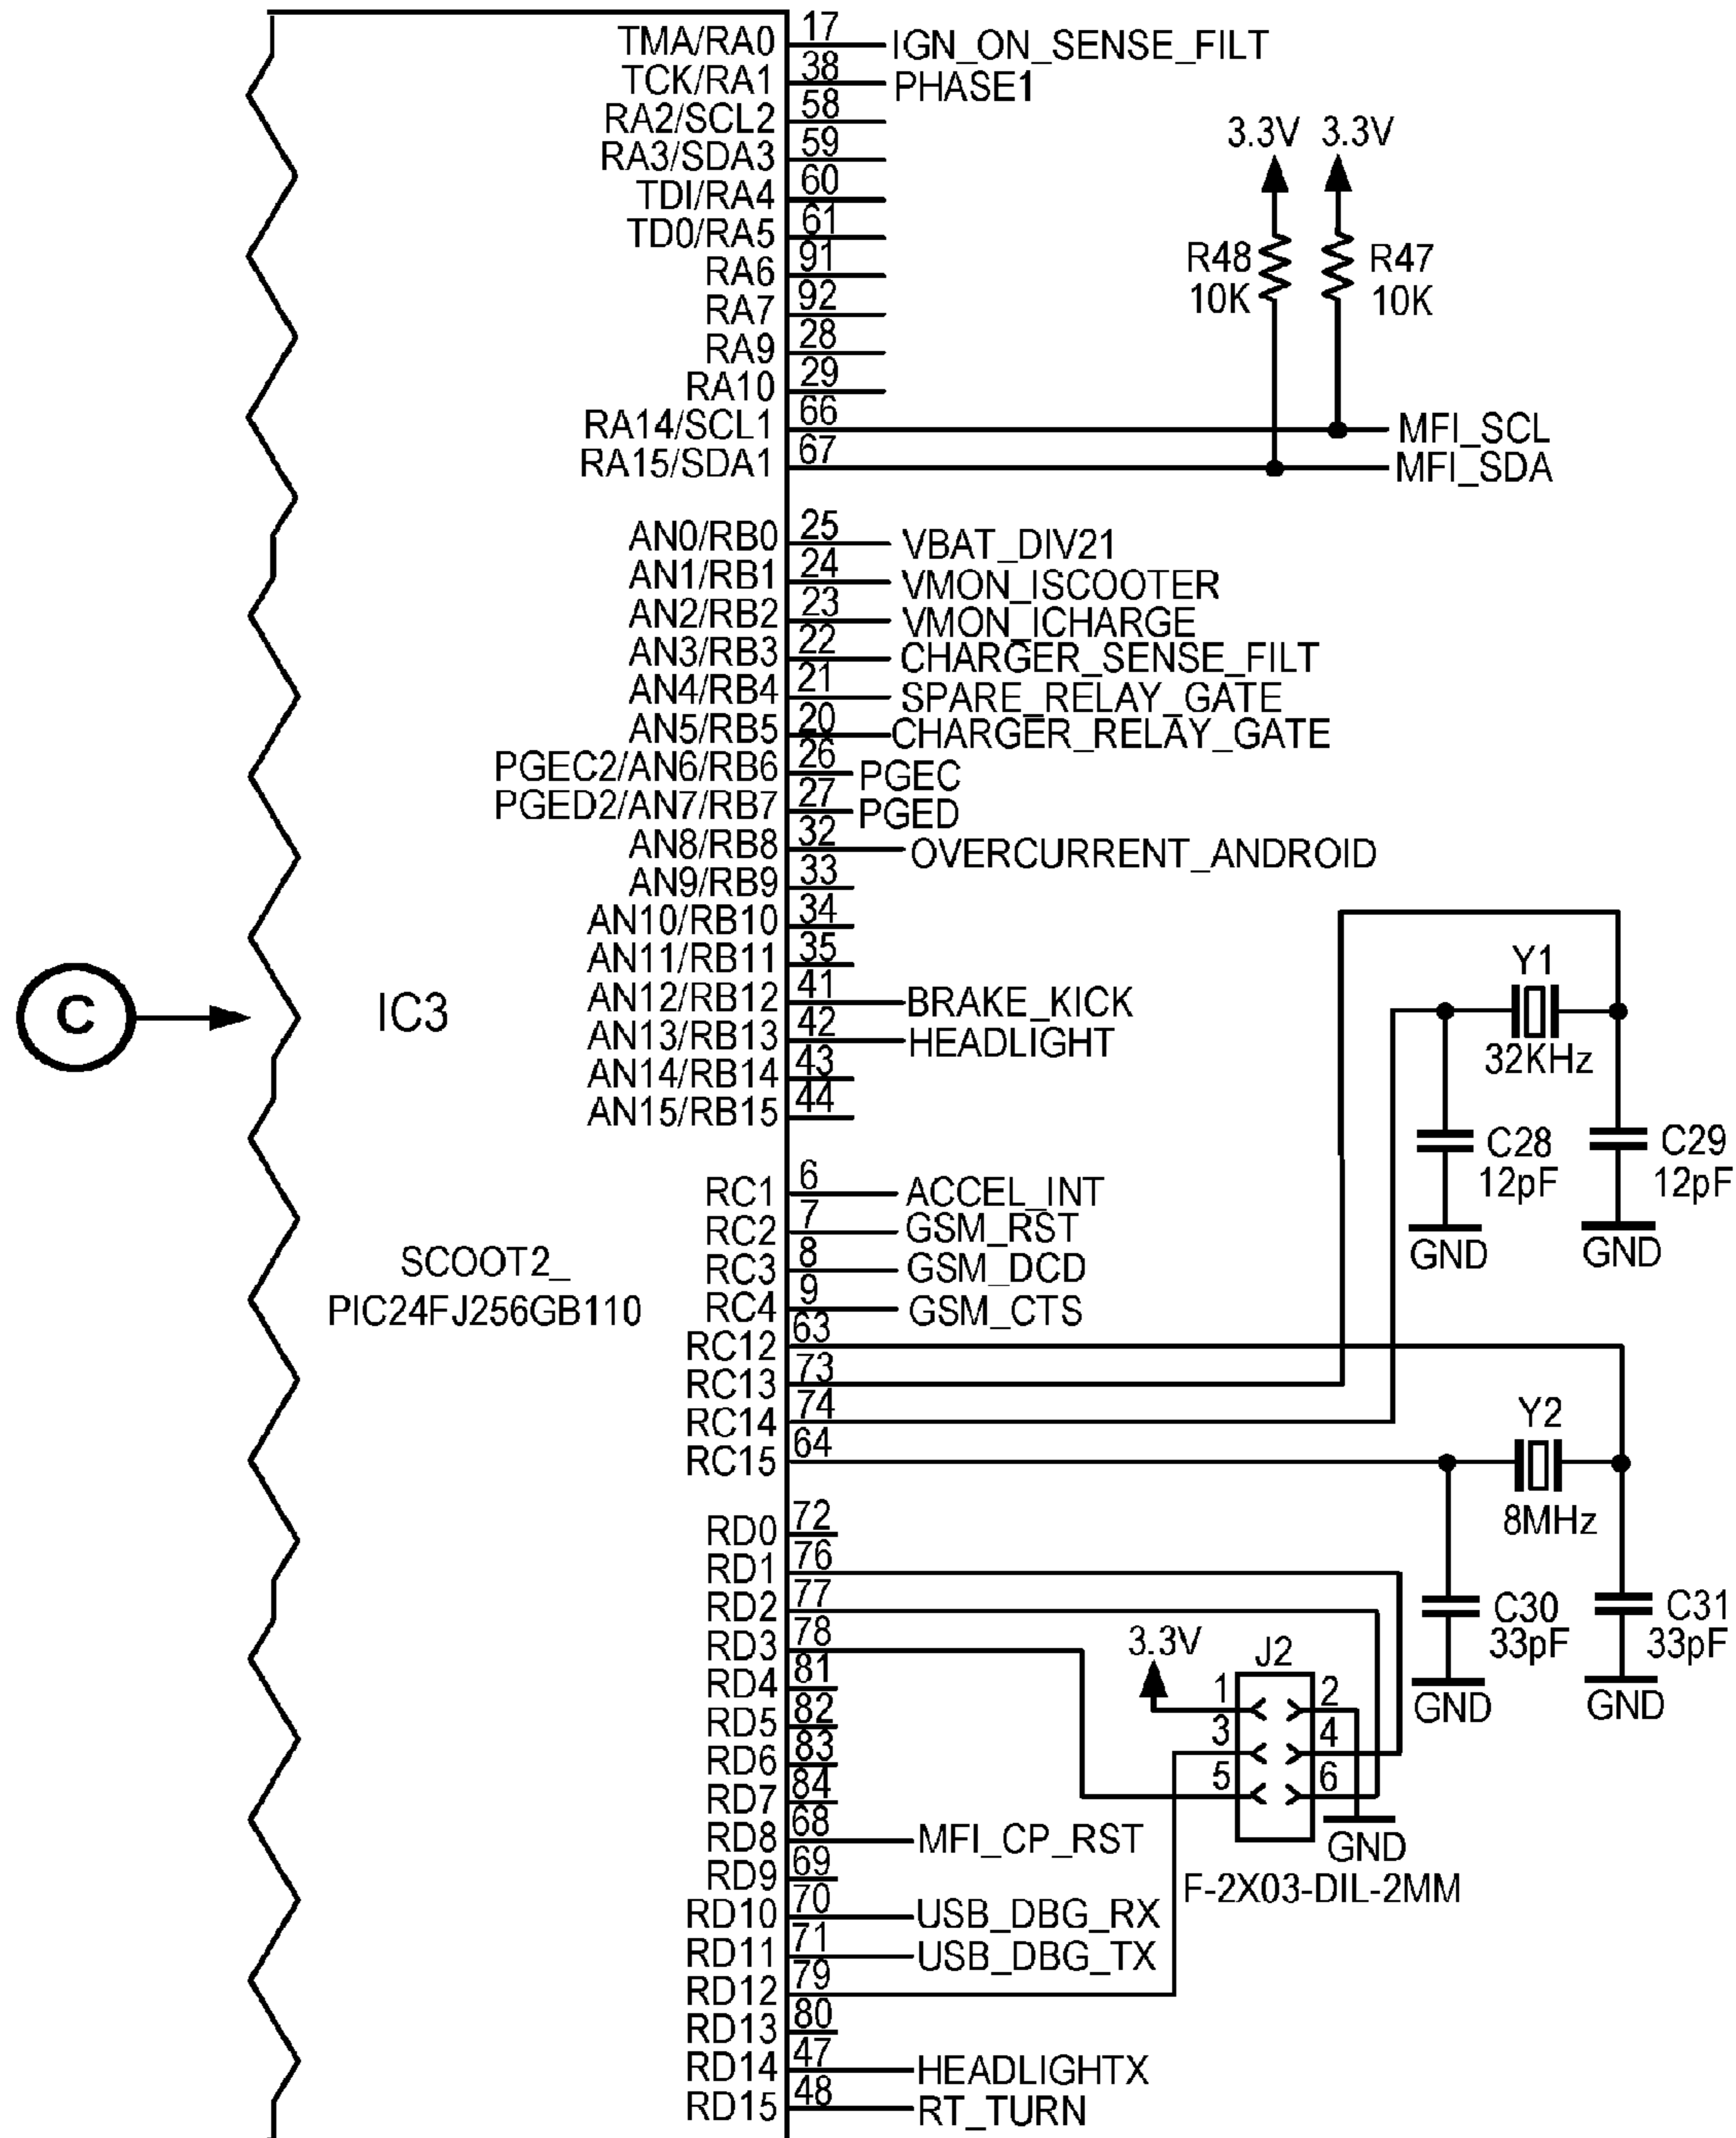 TMA/RA0 17 IGN_ON_SENSE_FILT
TCK/RA1 38 PHASE1
RA2/SCL2 58
RA3/SDA3 59
TDI/RA4 60
TD0/RA5 61
RA6 91
RA7 92
RA9 28
RA10 29
RA14/SCL1 66 MFI_SCL
RA15/SDA1 67 MFI_SDA
3.3V 3.3V
R48 R47
10K 10K
AN0/RB0 25 VBAT_DIV21
AN1/RB1 24 VMON_ISCOOTER
AN2/RB2 23 VMON_ICHARGE
AN3/RB3 22 CHARGER_SENSE_FILT
AN4/RB4 21 SPARE_RELAY_GATE
AN5/RB5 20 CHARGER_RELAY_GATE
PGEC2/AN6/RB6 26 PGEC
PGED2/AN7/RB7 27 PGED
AN8/RB8 32 OVERCURRENT_ANDROID
AN9/RB9 33
AN10/RB10 34
AN11/RB11 35
AN12/RB12 41 BRAKE_KICK
AN13/RB13 42 HEADLIGHT
AN14/RB14 43
AN15/RB15 44
C
IC3
Y1
32KHz
C28 C29
12pF 12pF
GND GND
SCOOT2_
PIC24FJ256GB110
RC1 6 ACCEL_INT
RC2 7 GSM_RST
RC3 8 GSM_DCD
RC4 9 GSM_CTS
RC12 63
RC13 73
RC14 74
RC15 64
Y2
8MHz
C30 C31
33pF 33pF
GND GND
RD0 72
RD1 76
RD2 77
RD3 78
RD4 81
RD5 82
RD6 83
RD7 84
RD8 68 MFI_CP_RST
RD9 69
RD10 70 USB_DBG_RX
RD11 71 USB_DBG_TX
RD12 79
RD13 80
RD14 47 HEADLIGHTX
RD15 48 RT_TURN
3.3V J2
1 2
3 4
5 6
GND
F-2X03-DIL-2MM